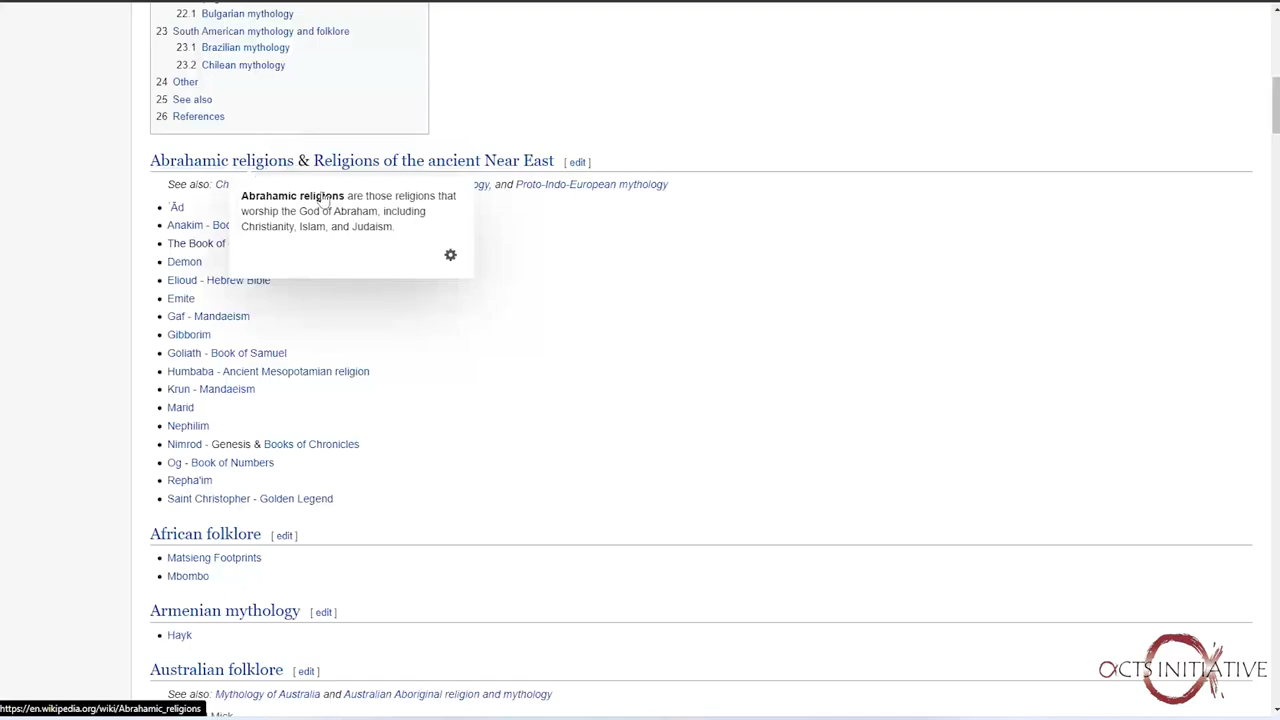 22.1 Bulgarian mythology
23 South American mythology and folklore
23.1 Brazilian mythology
23.2 Chilean mythology
24 Other
25 See also
26 References
Abrahamic religions & Religions of the ancient Near East [ edit ]
See also: Ch ogy, and Proto-Indo-European mythology
Abrahamic religions are those religions that
worship the God of Abraham, including
Christianity, Islam, and Judaism.
ʿĀd
Anakim - Boo
The Book of
Demon
Elioud - Hebrew Bible
Emite
Gaf - Mandaeism
Gibborim
Goliath - Book of Samuel
Humbaba - Ancient Mesopotamian religion
Krun - Mandaeism
Marid
Nephilim
Nimrod - Genesis & Books of Chronicles
Og - Book of Numbers
Repha'im
Saint Christopher - Golden Legend
African folklore [ edit ]
Matsieng Footprints
Mbombo
Armenian mythology [ edit ]
Hayk
Australian folklore [ edit ]
See also: Mythology of Australia and Australian Aboriginal religion and mythology
ACTS INITIATIVE
https://en.wikipedia.org/wiki/Abrahamic_religions